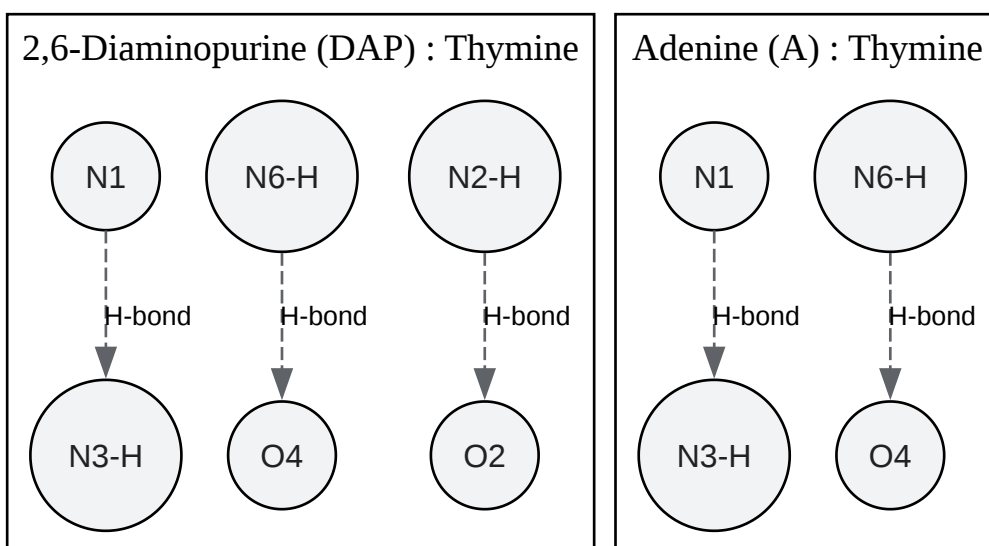 2,6-Diaminopurine (DAP) : Thymine
N1 N6-H N2-H
H-bond H-bond H-bond
N3-H O4 O2
Adenine (A) : Thymine
N1 N6-H
H-bond H-bond
N3-H O4